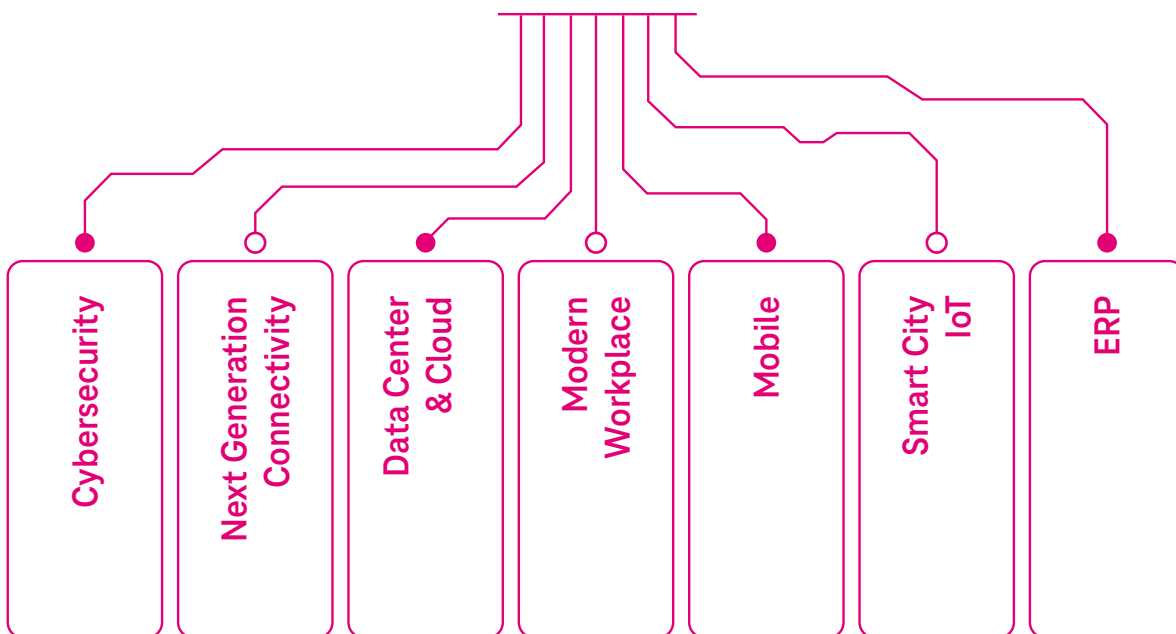 Cybersecurity
Next Generation
Connectivity
Data Center
& Cloud
Modern
Workplace
Mobile
Smart City
IoT
ERP